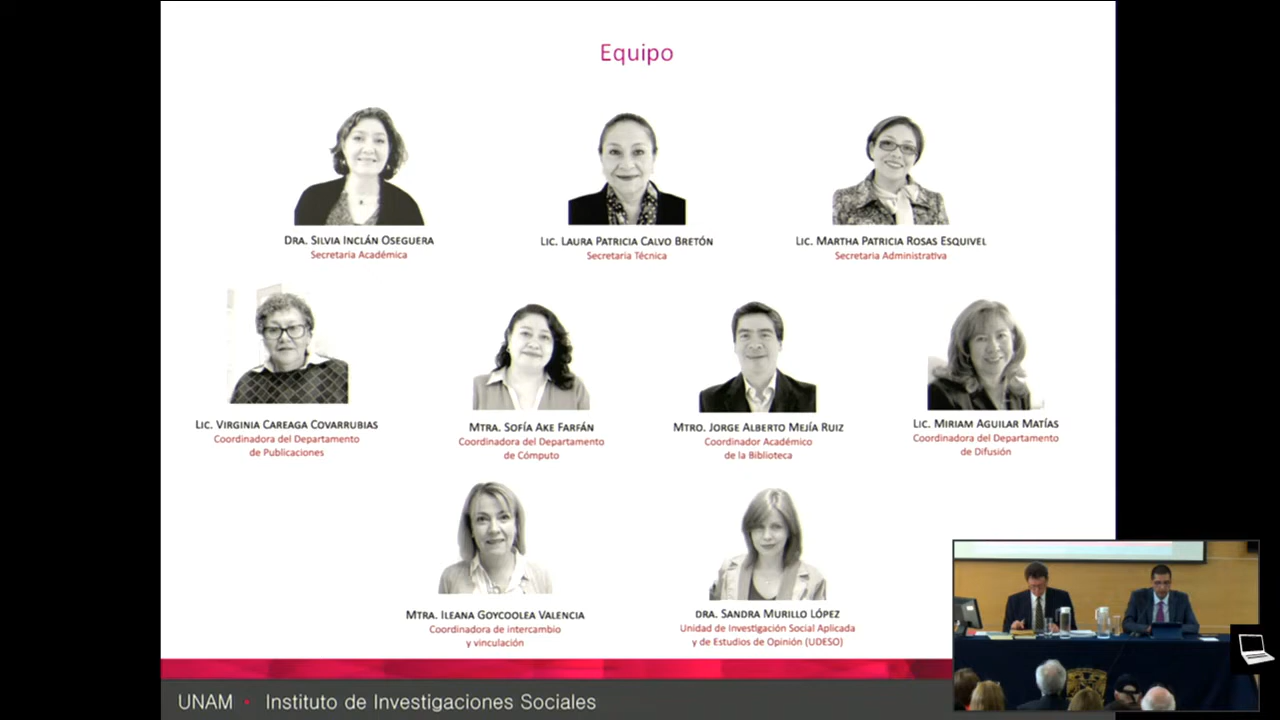 Equipo
Dra. Silvia Inclán Oseguera
Secretaria Académica
Lic. Laura Patricia Calvo Bretón
Secretaria Técnica
Lic. Martha Patricia Rosas Esquivel
Secretaria Administrativa
Lic. Virginia Careaga Covarrubias
Coordinadora del Departamento
de Publicaciones
Mtra. Sofía Ake Farfán
Coordinadora del Departamento
de Cómputo
Mtro. Jorge Alberto Mejía Ruiz
Coordinador Académico
de la Biblioteca
Lic. Miriam Aguilar Matías
Coordinadora del Departamento
de Difusión
Mtra. Ileana Goycoolea Valencia
Coordinadora de intercambio
y vinculación
dra. Sandra Murillo López
Unidad de Investigación Social Aplicada
y de Estudios de Opinión (UDESO)
UNAM • Instituto de Investigaciones Sociales